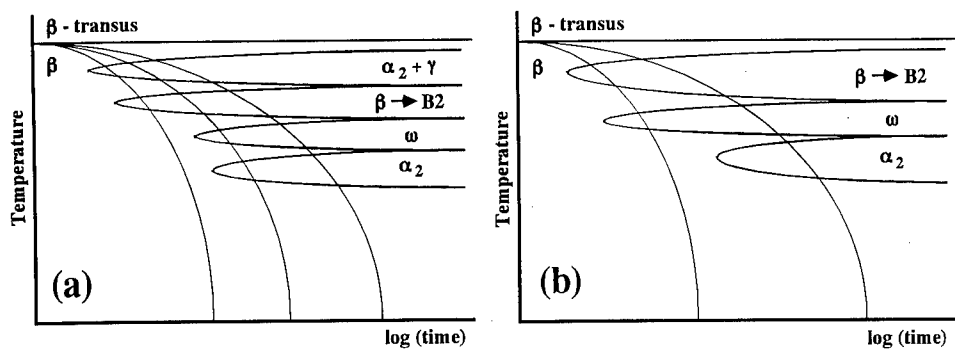 β - transus
β
α₂ + γ
β → B2
ω
α₂
Temperature
(a)
log (time)
β - transus
β
β → B2
ω
α₂
Temperature
(b)
log (time)